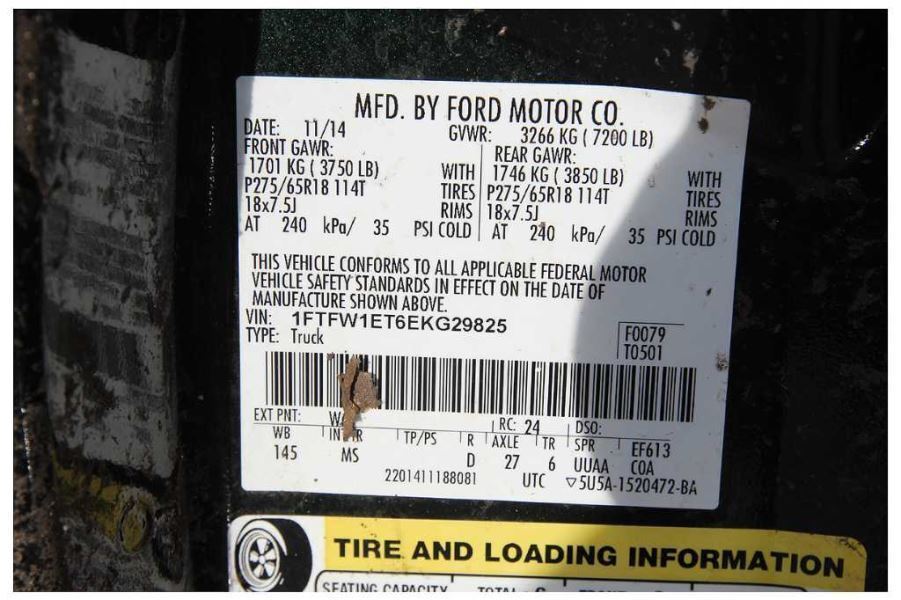 MFD. BY FORD MOTOR CO.
DATE: 11/14 GVWR: 3266 KG ( 7200 LB)
FRONT GAWR: REAR GAWR:
1701 KG ( 3750 LB) WITH 1746 KG ( 3850 LB) WITH
P275/65R18 114T TIRES P275/65R18 114T TIRES
18x7.5J RIMS 18x7.5J RIMS
AT 240 kPa/ 35 PSI COLD AT 240 kPa/ 35 PSI COLD
THIS VEHICLE CONFORMS TO ALL APPLICABLE FEDERAL MOTOR
VEHICLE SAFETY STANDARDS IN EFFECT ON THE DATE OF
MANUFACTURE SHOWN ABOVE.
VIN: 1FTFW1ET6EKG29825
TYPE: Truck F0079
T0501
EXT PNT: RC: 24 DSO:
WB TP/PS R AXLE TR SPR EF613
145 MS D 27 6 UUAA COA
2201411188081 UTC ▽5U5A-1520472-BA
TIRE AND LOADING INFORMATION
SEATING CAPACITY